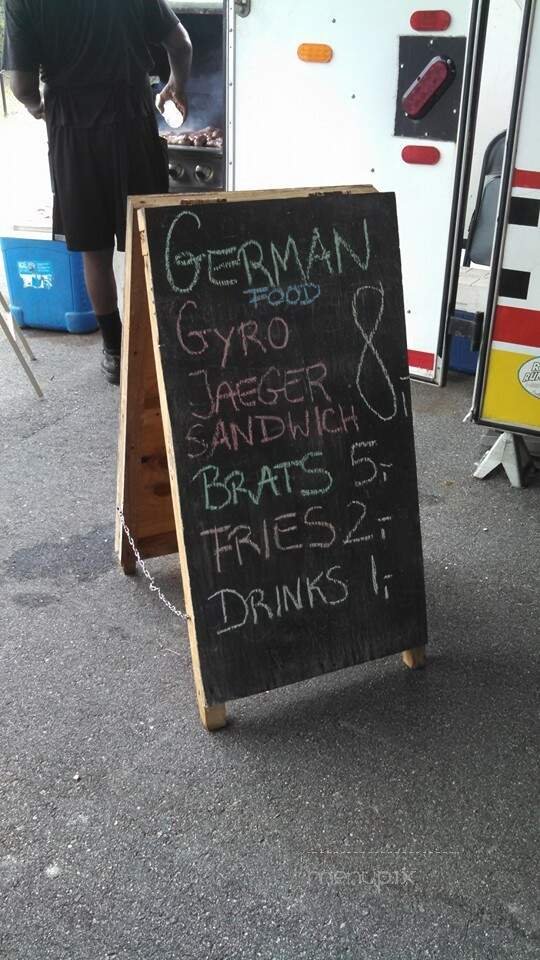 GERMAN
FOOD
GYRO
JAEGER 8,-
SANDWICH
BRATS 5,-
FRIES 2,-
DRINKS 1,-
menupix